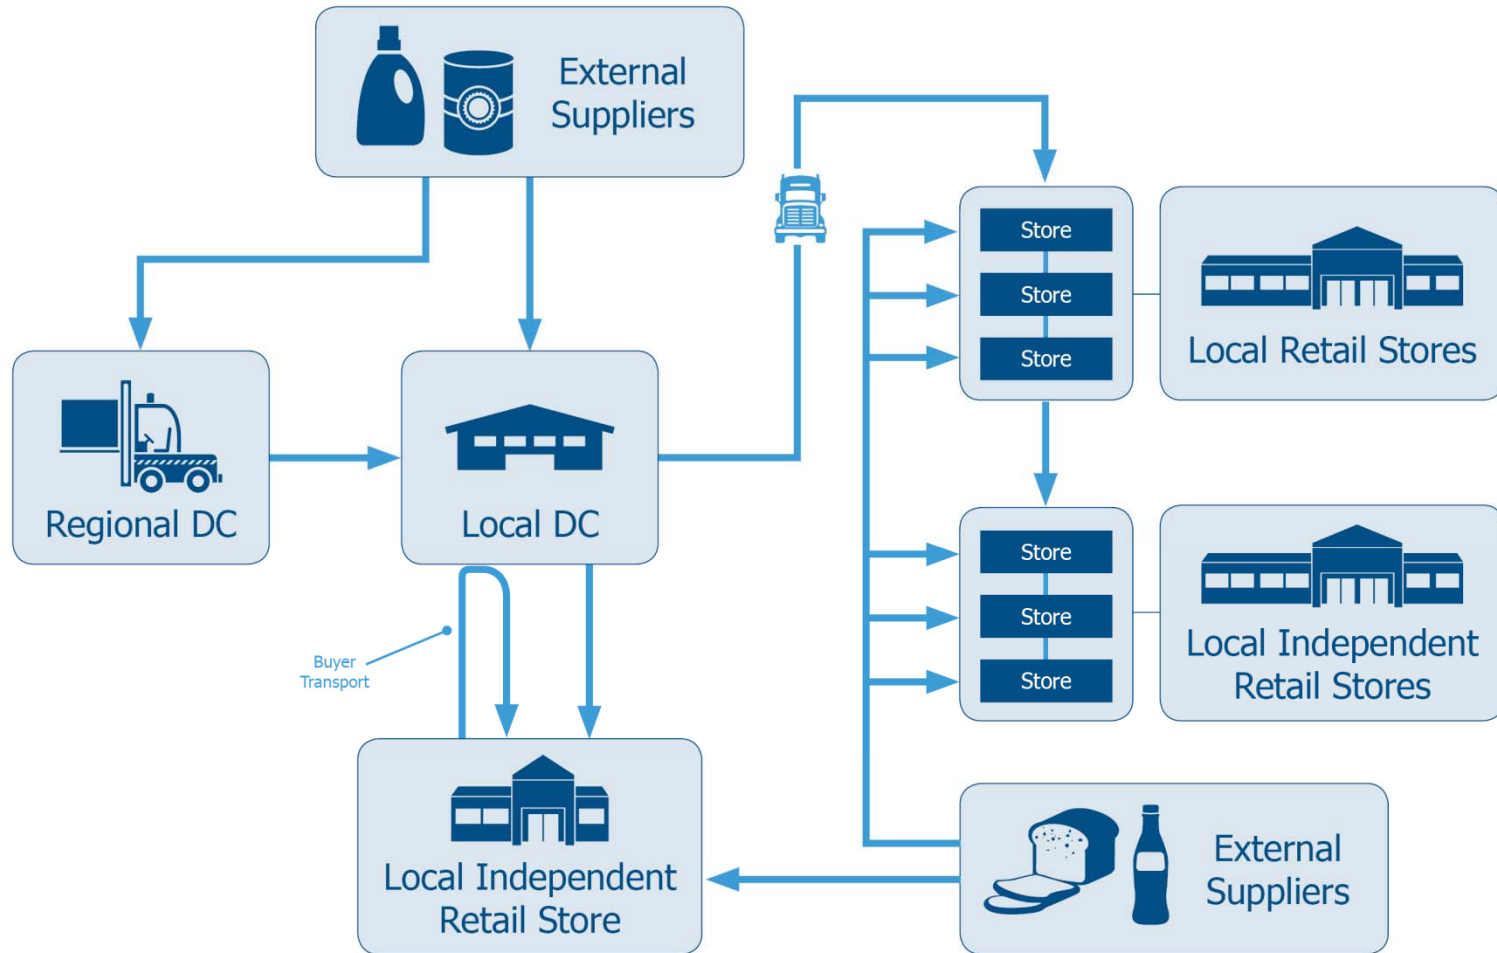 External
Suppliers
Store
Store
Store
Local Retail Stores
Regional DC
Local DC
Store
Store
Store
Local Independent
Retail Stores
Buyer
Transport
Local Independent
Retail Store
External
Suppliers